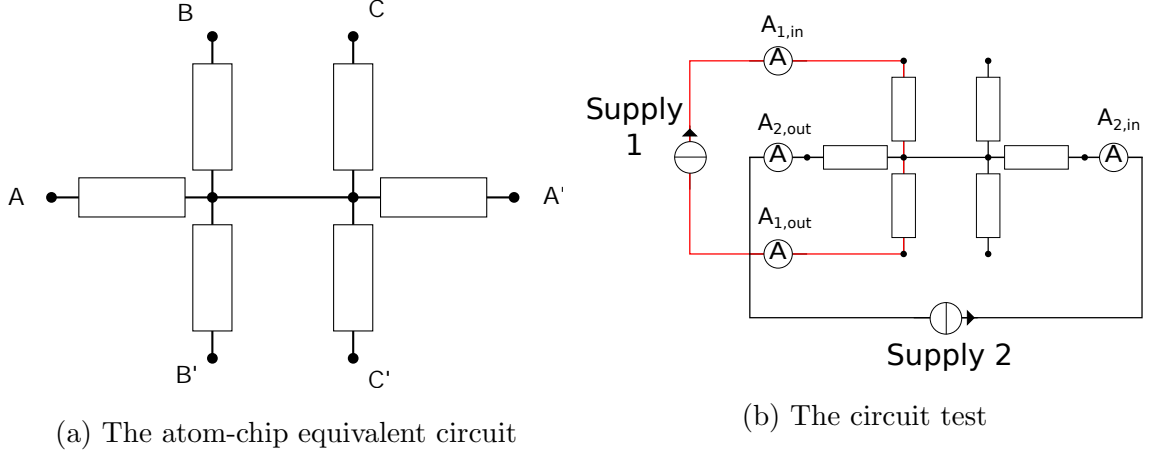 B
C
A
A'
B'
C'
(a) The atom-chip equivalent circuit
A1,in
A
Supply
1
A2,out
A
A2,in
A
A1,out
A
Supply 2
(b) The circuit test